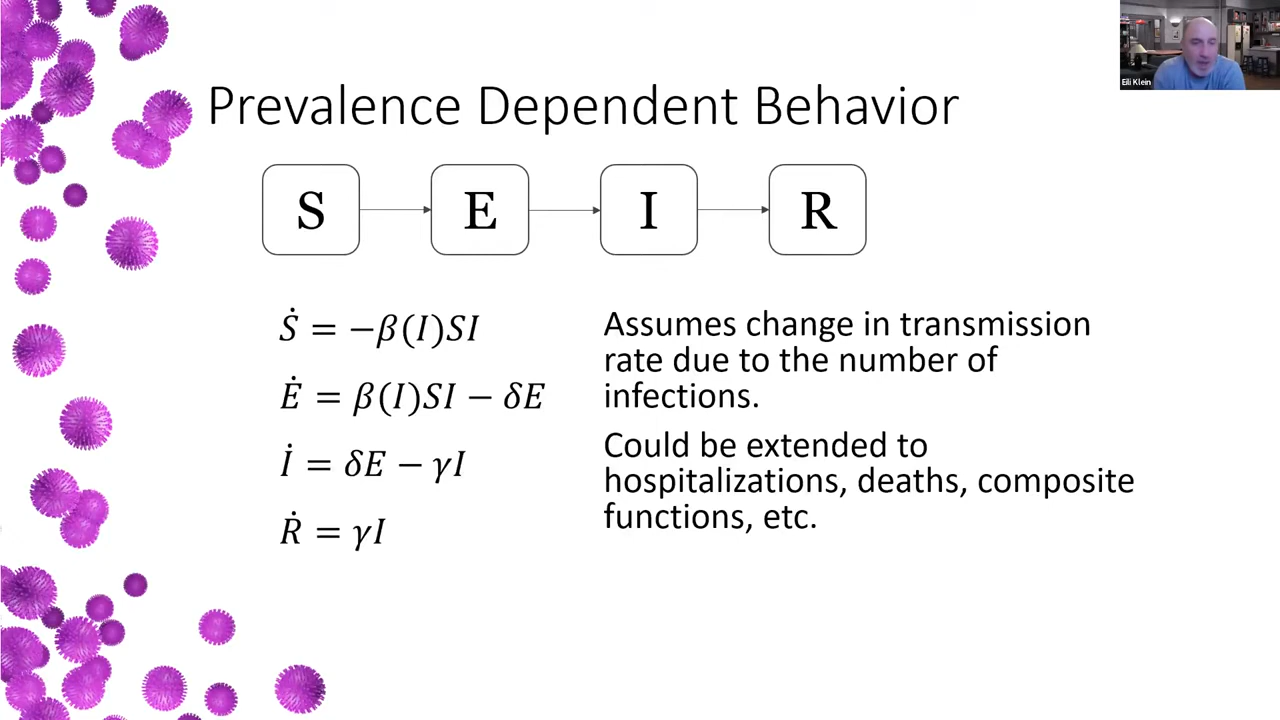 Eili Klein
Prevalence Dependent Behavior
S E I R
Ṡ = −β(I)SI
Ė = β(I)SI − δE
İ = δE − γI
Ṙ = γI
Assumes change in transmission
rate due to the number of
infections.
Could be extended to
hospitalizations, deaths, composite
functions, etc.